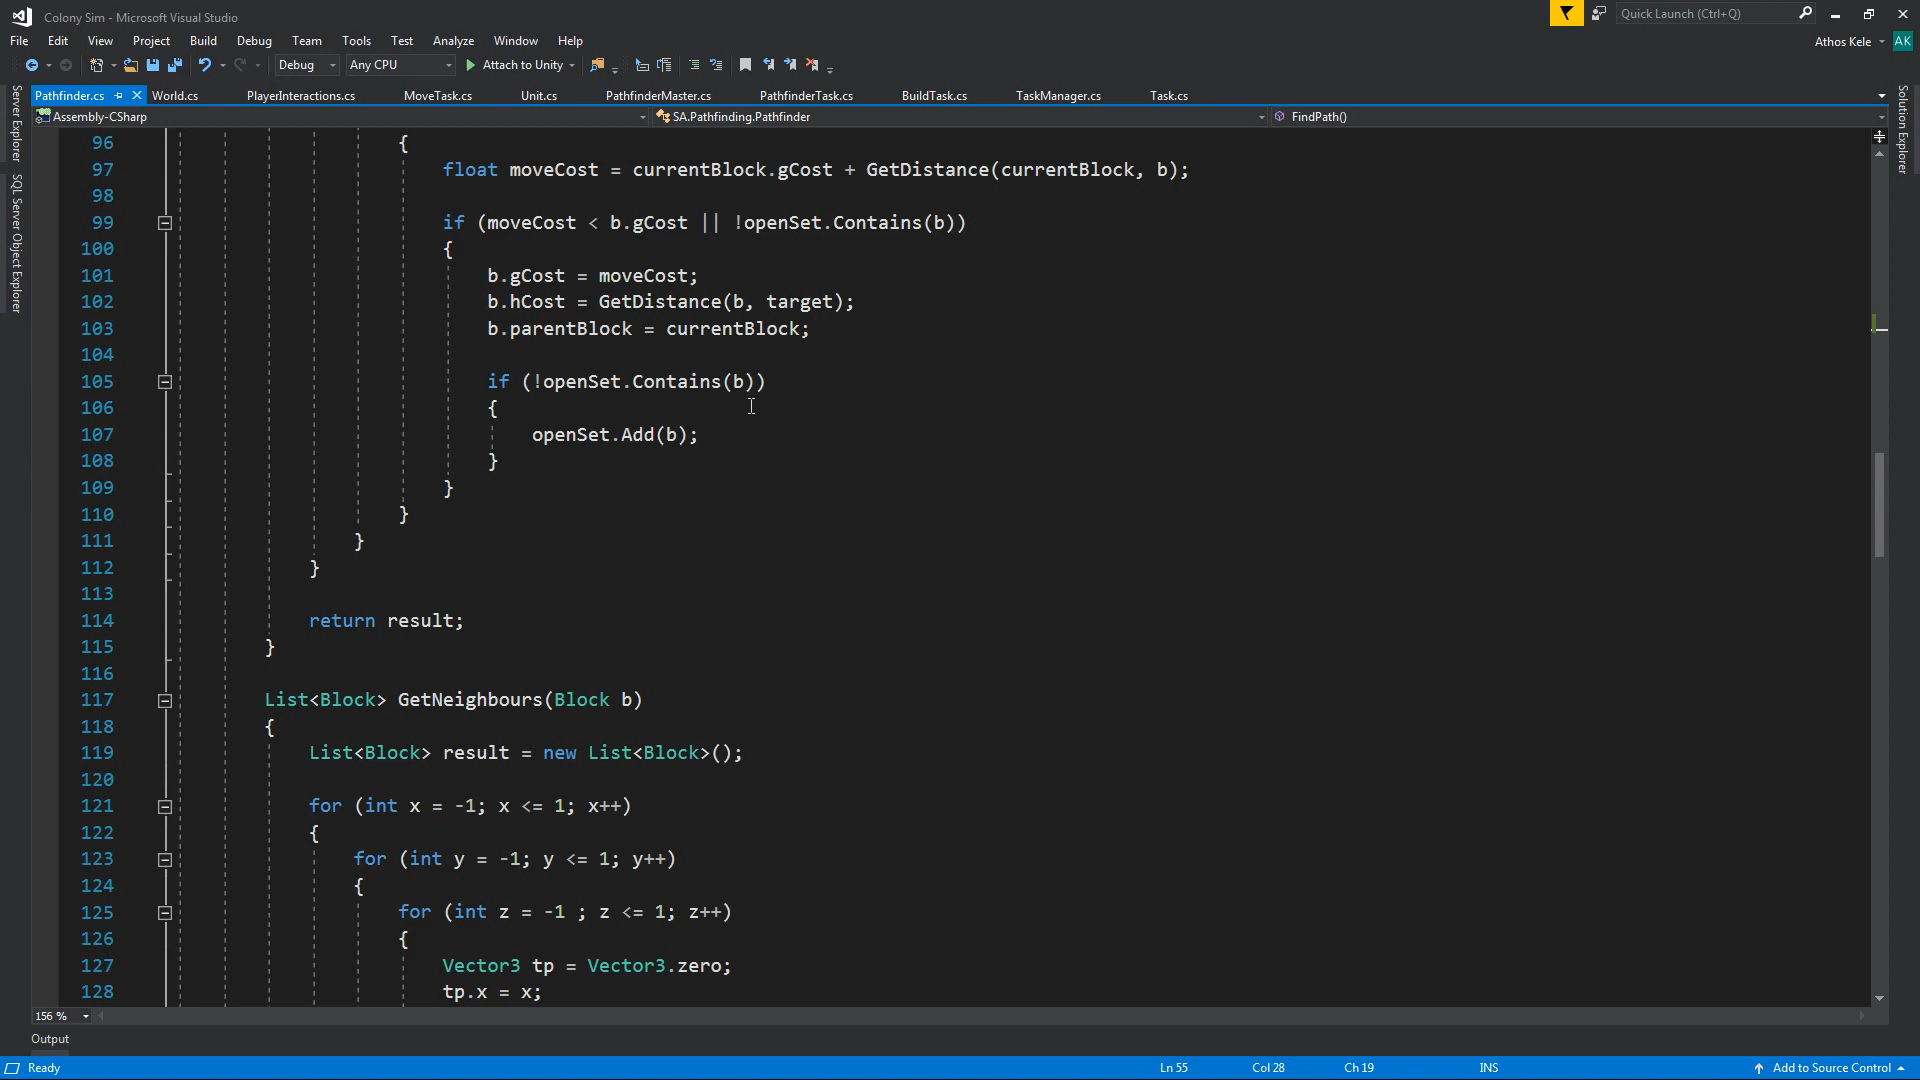 Colony Sim - Microsoft Visual Studio
Quick Launch (Ctrl+Q)
File Edit View Project Build Debug Team Tools Test Analyze Window Help
Athos Kele AK
Debug Any CPU Attach to Unity
Pathfinder.cs World.cs PlayerInteractions.cs MoveTask.cs Unit.cs PathfinderMaster.cs PathfinderTask.cs BuildTask.cs TaskManager.cs Task.cs
Assembly-CSharp SA.Pathfinding.Pathfinder FindPath()
Server Explorer
SQL Server Object Explorer
Solution Explorer
96 {
97 float moveCost = currentBlock.gCost + GetDistance(currentBlock, b);
98
99 if (moveCost < b.gCost || !openSet.Contains(b))
100 {
101 b.gCost = moveCost;
102 b.hCost = GetDistance(b, target);
103 b.parentBlock = currentBlock;
104
105 if (!openSet.Contains(b))
106 {
107 openSet.Add(b);
108 }
109 }
110 }
111 }
112 }
113
114 return result;
115 }
116
117 List<Block> GetNeighbours(Block b)
118 {
119 List<Block> result = new List<Block>();
120
121 for (int x = -1; x <= 1; x++)
122 {
123 for (int y = -1; y <= 1; y++)
124 {
125 for (int z = -1 ; z <= 1; z++)
126 {
127 Vector3 tp = Vector3.zero;
128 tp.x = x;
156 %
Output
Ready Ln 55 Col 28 Ch 19 INS Add to Source Control